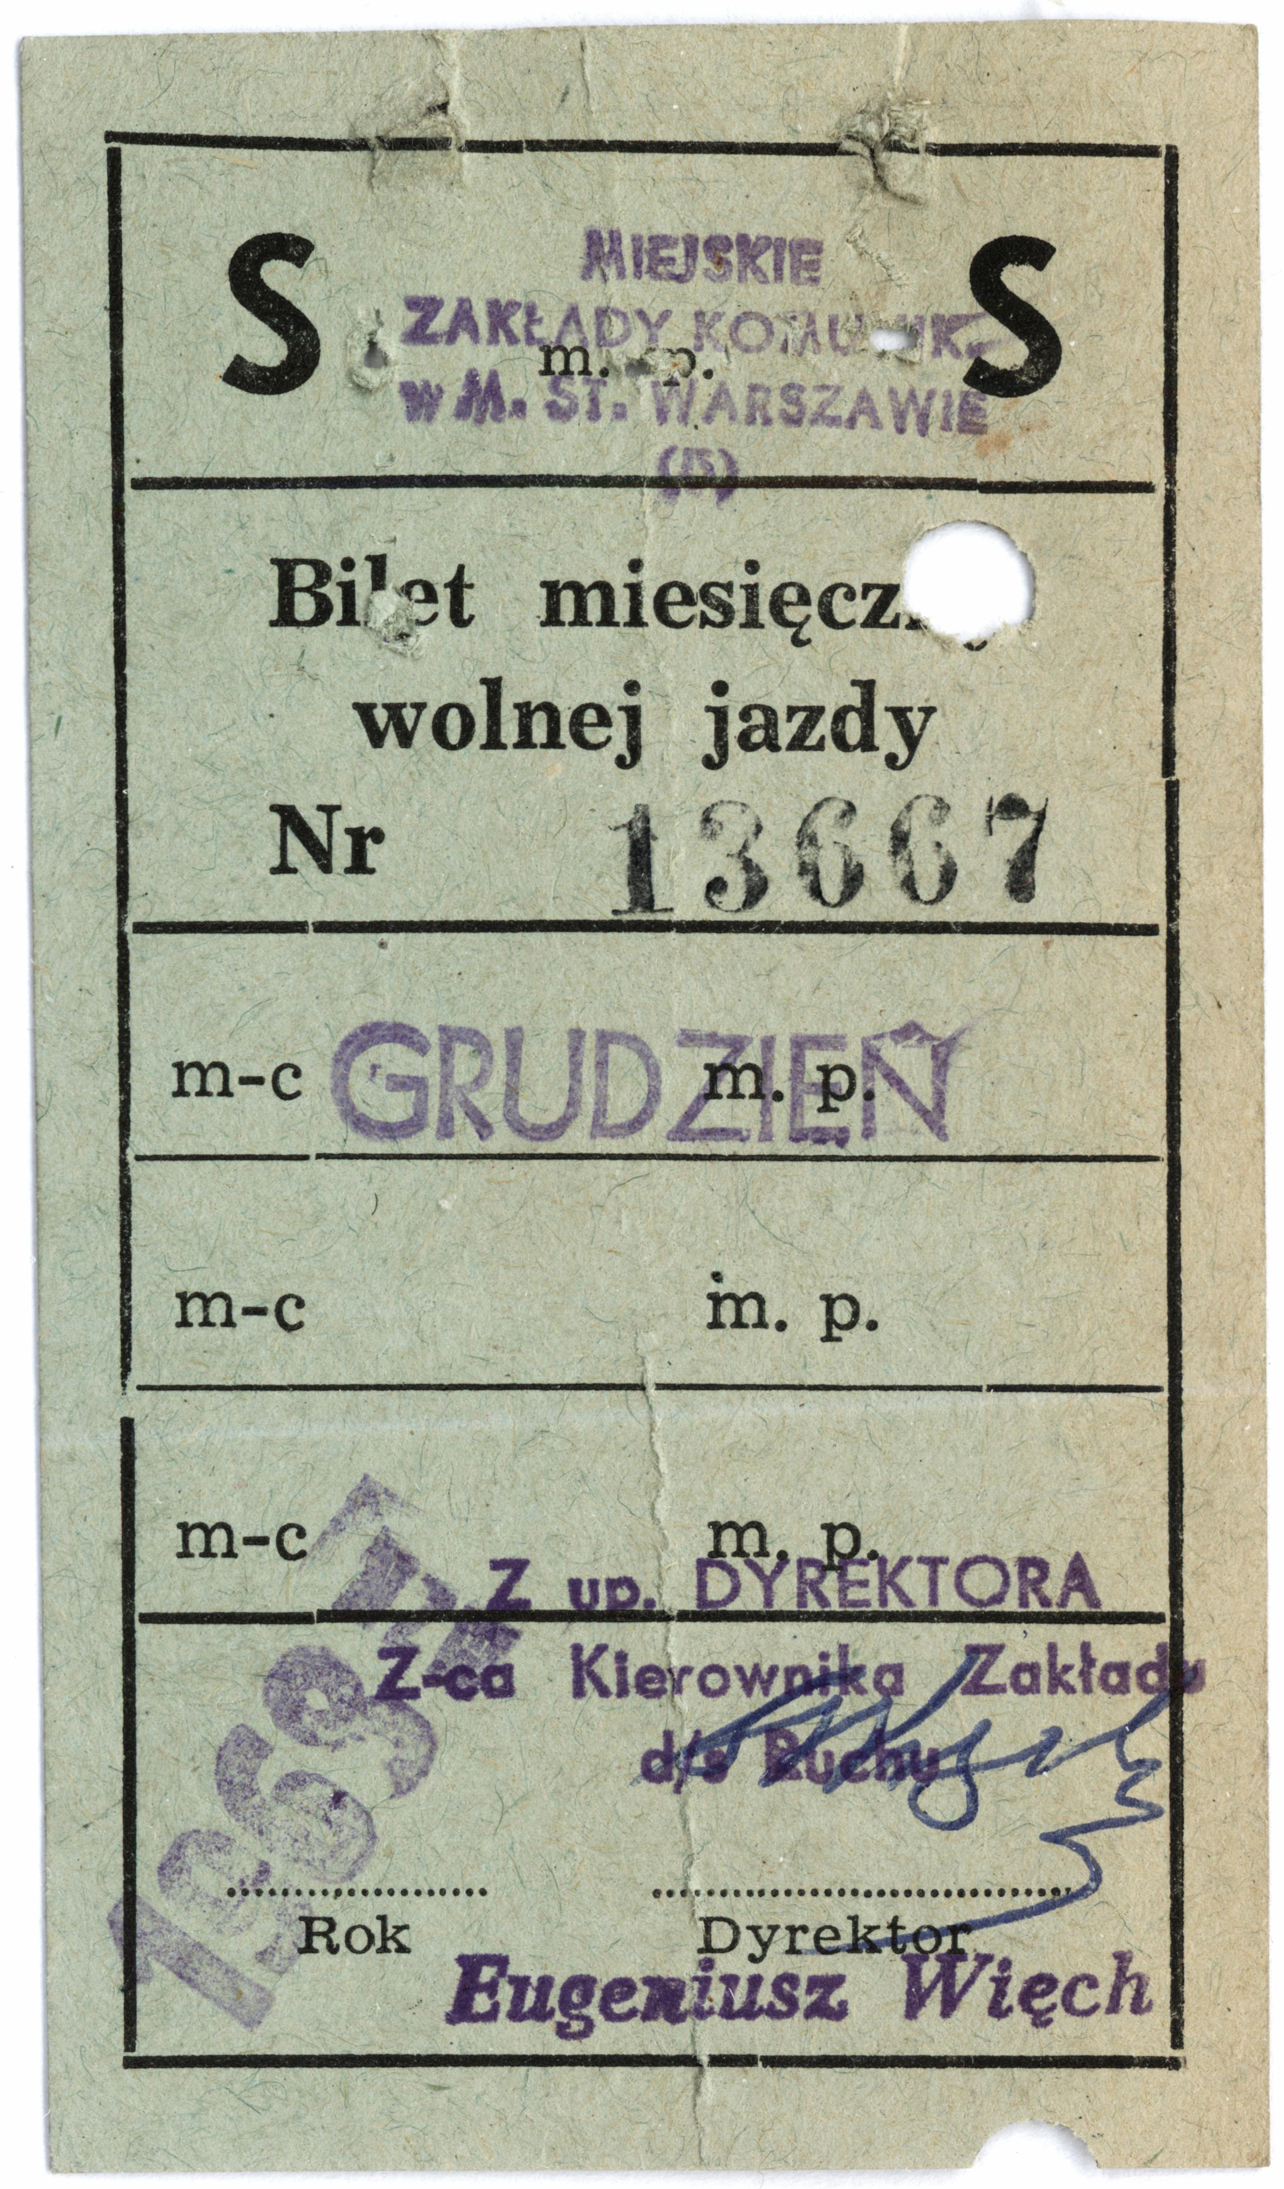 S MIEJSKIE S
ZAKŁADY KOMUNIK.
m. p.
w M. ST. WARSZAWIE
Bilet miesięczny
wolnej jazdy
Nr 13667
m-c GRUDZIEŃ m. p.
m-c m. p.
m-c m. p.
Z up. DYREKTORA
Z-ca Kierownika Zakładu
d/s Ruchu
1969
Rok Dyrektor
Eugeniusz Więch